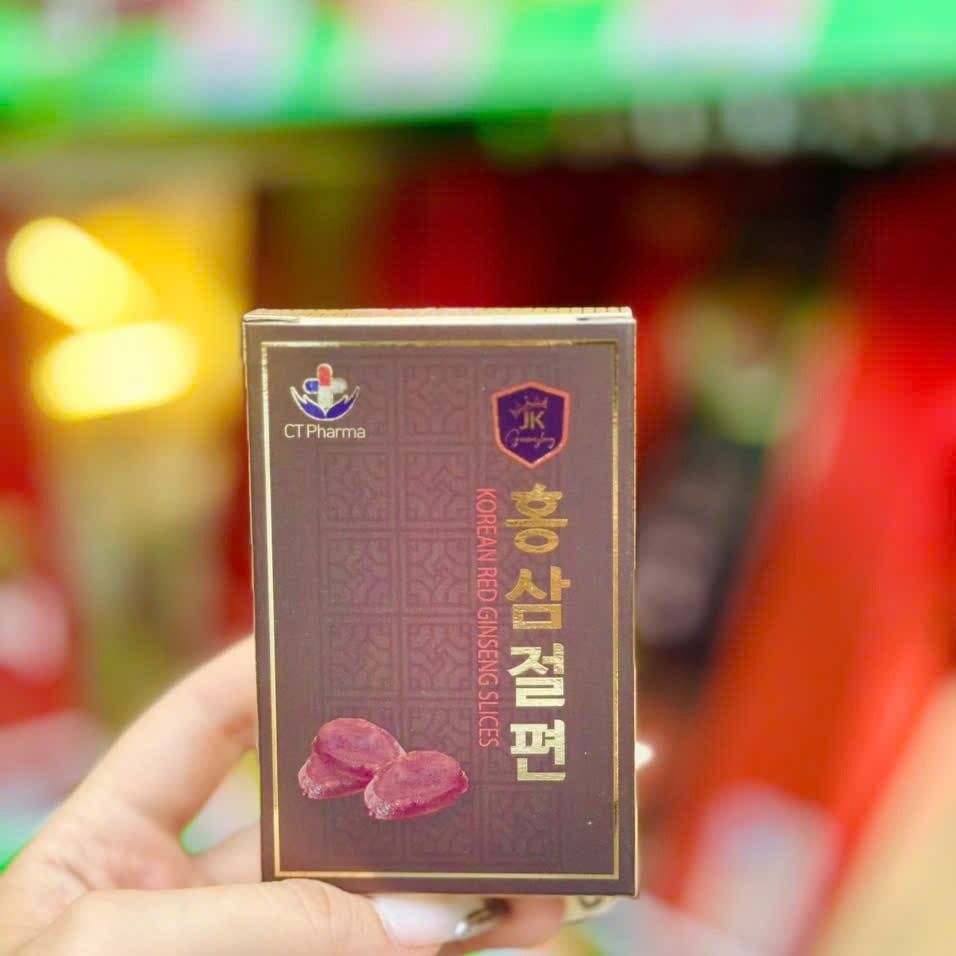 CT Pharma
JK
홍삼절편
KOREAN RED GINSENG SLICES